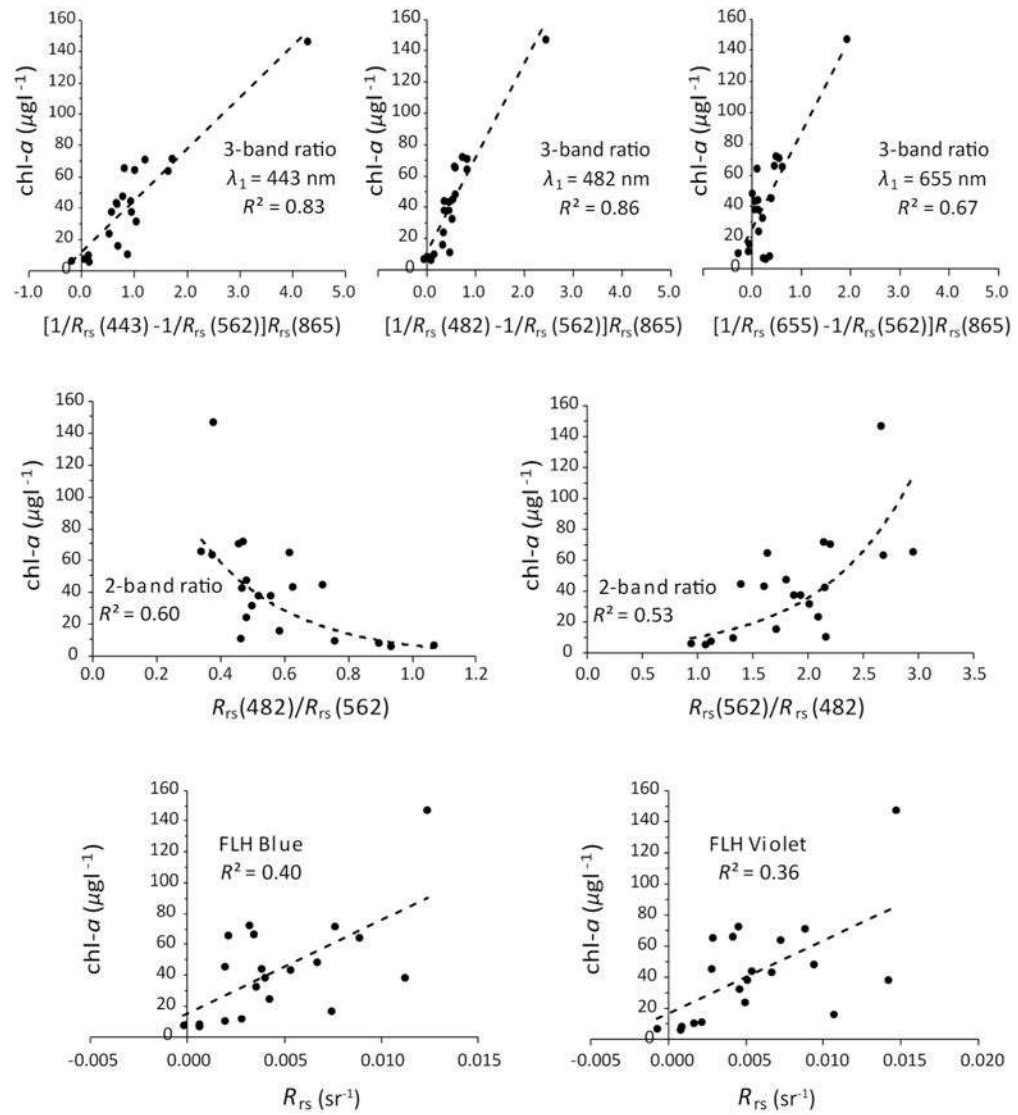 160
140
120
100
80
60
40
20
0
chl-a (µgl⁻¹)
3-band ratio
λ₁ = 443 nm
R² = 0.83
-1.0 0.0 1.0 2.0 3.0 4.0 5.0
[1/Rrs (443) -1/Rrs (562)]Rrs(865)
160
140
120
100
80
60
40
20
0
chl-a (µgl⁻¹)
3-band ratio
λ₁ = 482 nm
R² = 0.86
-1.0 0.0 1.0 2.0 3.0 4.0 5.0
[1/Rrs (482) -1/Rrs (562)]Rrs(865)
160
140
120
100
80
60
40
20
0
chl-a (µgl⁻¹)
3-band ratio
λ₁ = 655 nm
R² = 0.67
-1.0 0.0 1.0 2.0 3.0 4.0 5.0
[1/Rrs (655) -1/Rrs (562)]Rrs(865)
160
140
120
100
80
60
40
20
0
chl-a (µgl⁻¹)
2-band ratio
R² = 0.60
0.0 0.2 0.4 0.6 0.8 1.0 1.2
Rrs(482)/Rrs (562)
160
140
120
100
80
60
40
20
0
chl-a (µgl⁻¹)
2-band ratio
R² = 0.53
0.0 1.0 1.5 2.0 2.5 3.0 3.5
Rrs(562)/Rrs (482)
160
140
120
100
80
60
40
20
0
chl-a (µgl⁻¹)
FLH Blue
R² = 0.40
-0.005 0.000 0.005 0.010 0.015
Rrs (sr⁻¹)
160
140
120
100
80
60
40
20
0
chl-a (µgl⁻¹)
FLH Violet
R² = 0.36
-0.005 0.000 0.005 0.010 0.015 0.020
Rrs (sr⁻¹)